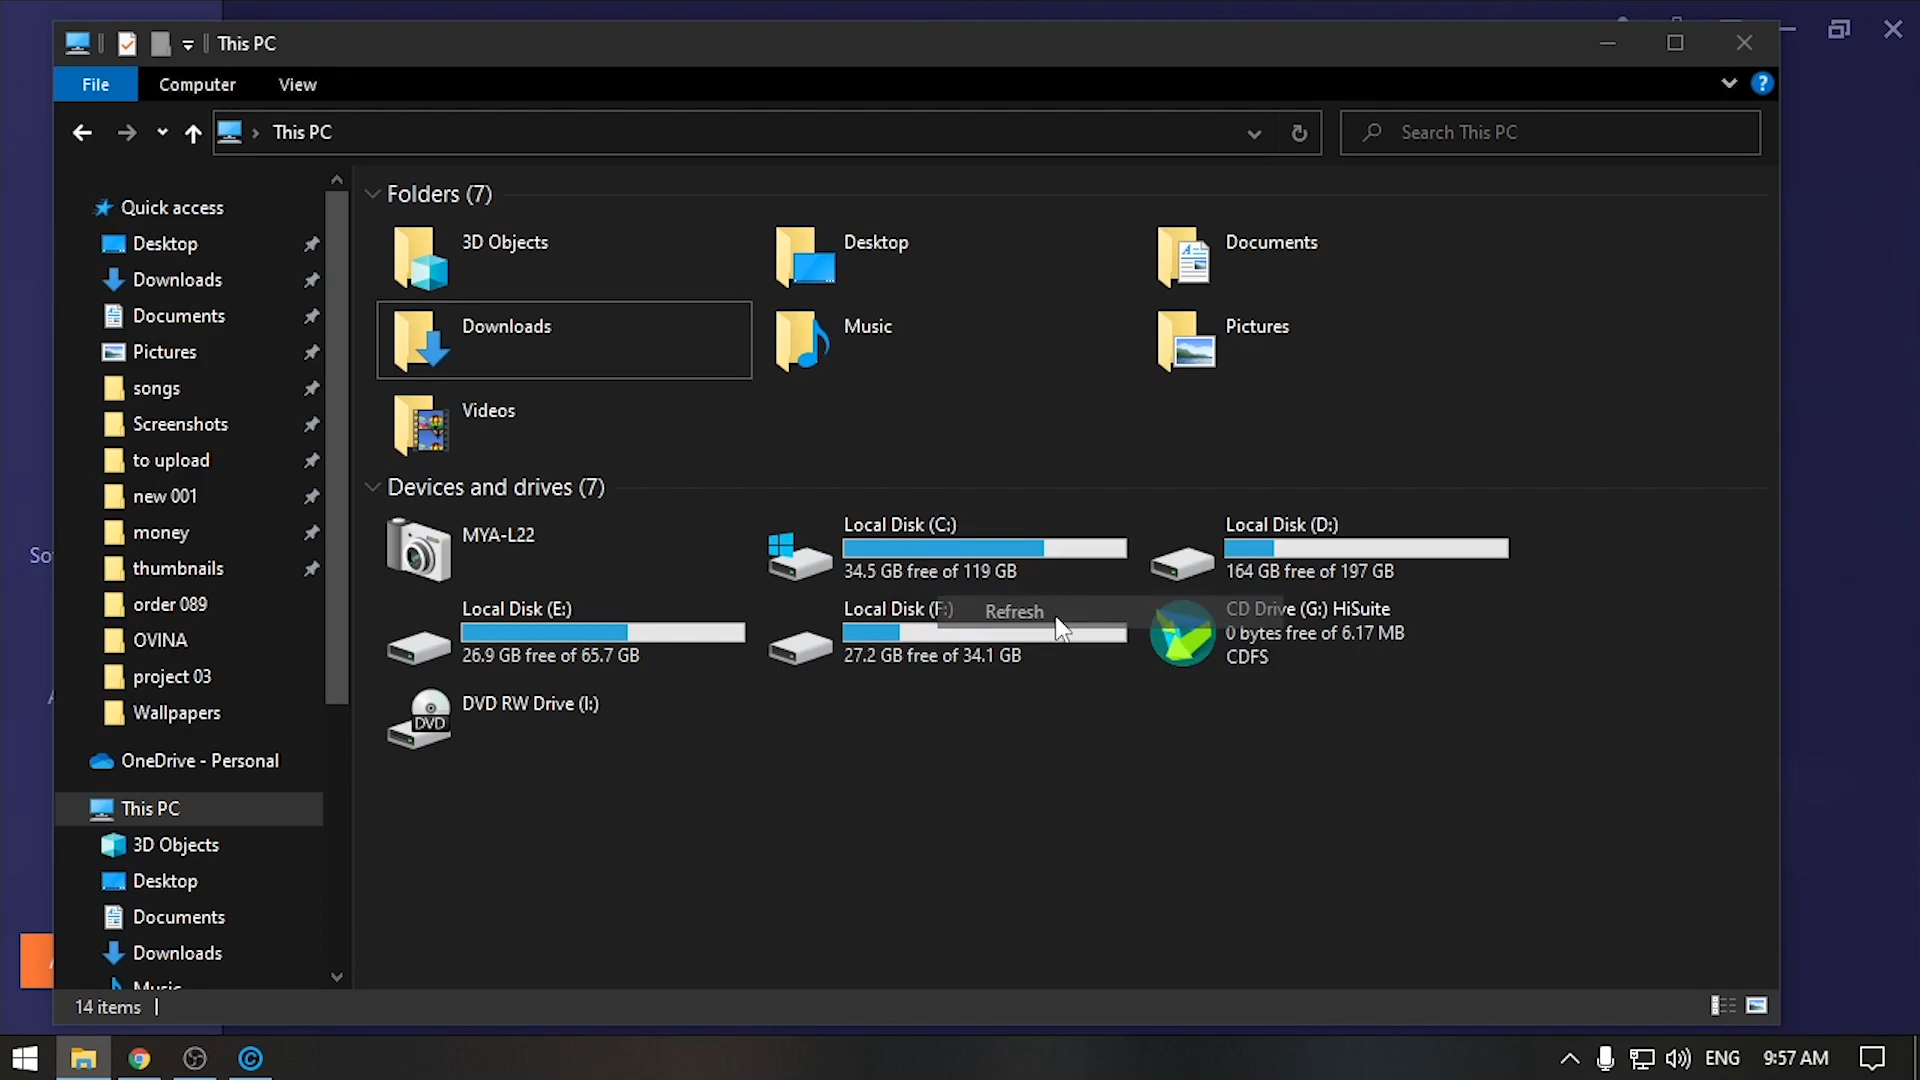 This PC
File
Computer
View
?
This PC
Search This PC
Quick access
Desktop
Downloads
Documents
Pictures
songs
Screenshots
to upload
new 001
money
thumbnails
order 089
OVINA
project 03
Wallpapers
OneDrive - Personal
This PC
3D Objects
Desktop
Documents
Downloads
Music
Folders (7)
3D Objects
Desktop
Documents
Downloads
Music
Pictures
Videos
Devices and drives (7)
MYA-L22
Local Disk (C:)
34.5 GB free of 119 GB
Local Disk (D:)
164 GB free of 197 GB
Local Disk (E:)
26.9 GB free of 65.7 GB
Local Disk (F:)
27.2 GB free of 34.1 GB
Refresh
CD Drive (G:) HiSuite
0 bytes free of 6.17 MB
CDFS
DVD
DVD RW Drive (I:)
14 items
So
ENG
9:57 AM